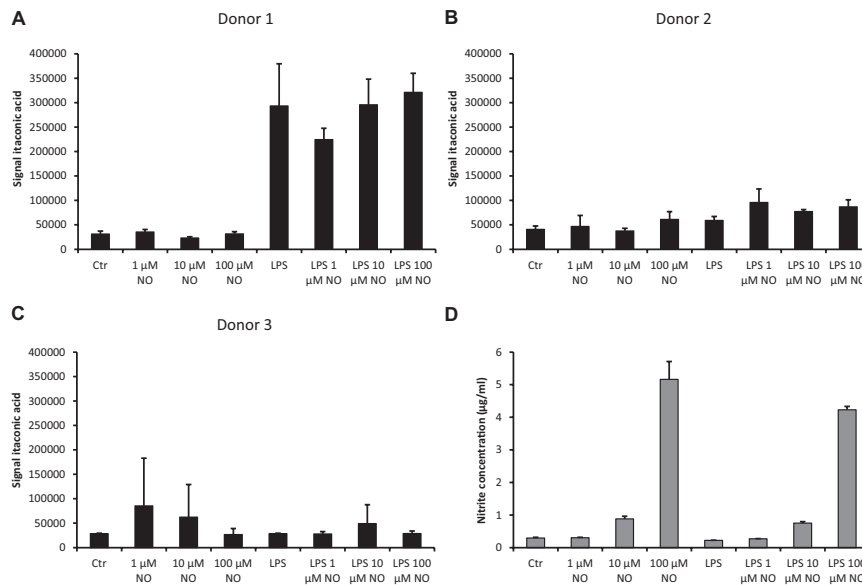 A
Donor 1
Signal itaconic acid
400000
350000
300000
250000
200000
150000
100000
50000
0
Ctr
1 µM NO
10 µM NO
100 µM NO
LPS
LPS 1 µM NO
LPS 10 µM NO
LPS 100 µM NO
B
Donor 2
Signal itaconic acid
400000
350000
300000
250000
200000
150000
100000
50000
0
Ctr
1 µM NO
10 µM NO
100 µM NO
LPS
LPS 1 µM NO
LPS 10 µM NO
LPS 100 µM NO
C
Donor 3
Signal itaconic acid
400000
350000
300000
250000
200000
150000
100000
50000
0
Ctr
1 µM NO
10 µM NO
100 µM NO
LPS
LPS 1 µM NO
LPS 10 µM NO
LPS 100 µM NO
D
Nitrite concentration (µg/ml)
6
5
4
3
2
1
0
Ctr
1 µM NO
10 µM NO
100 µM NO
LPS
LPS 1 µM NO
LPS 10 µM NO
LPS 100 µM NO